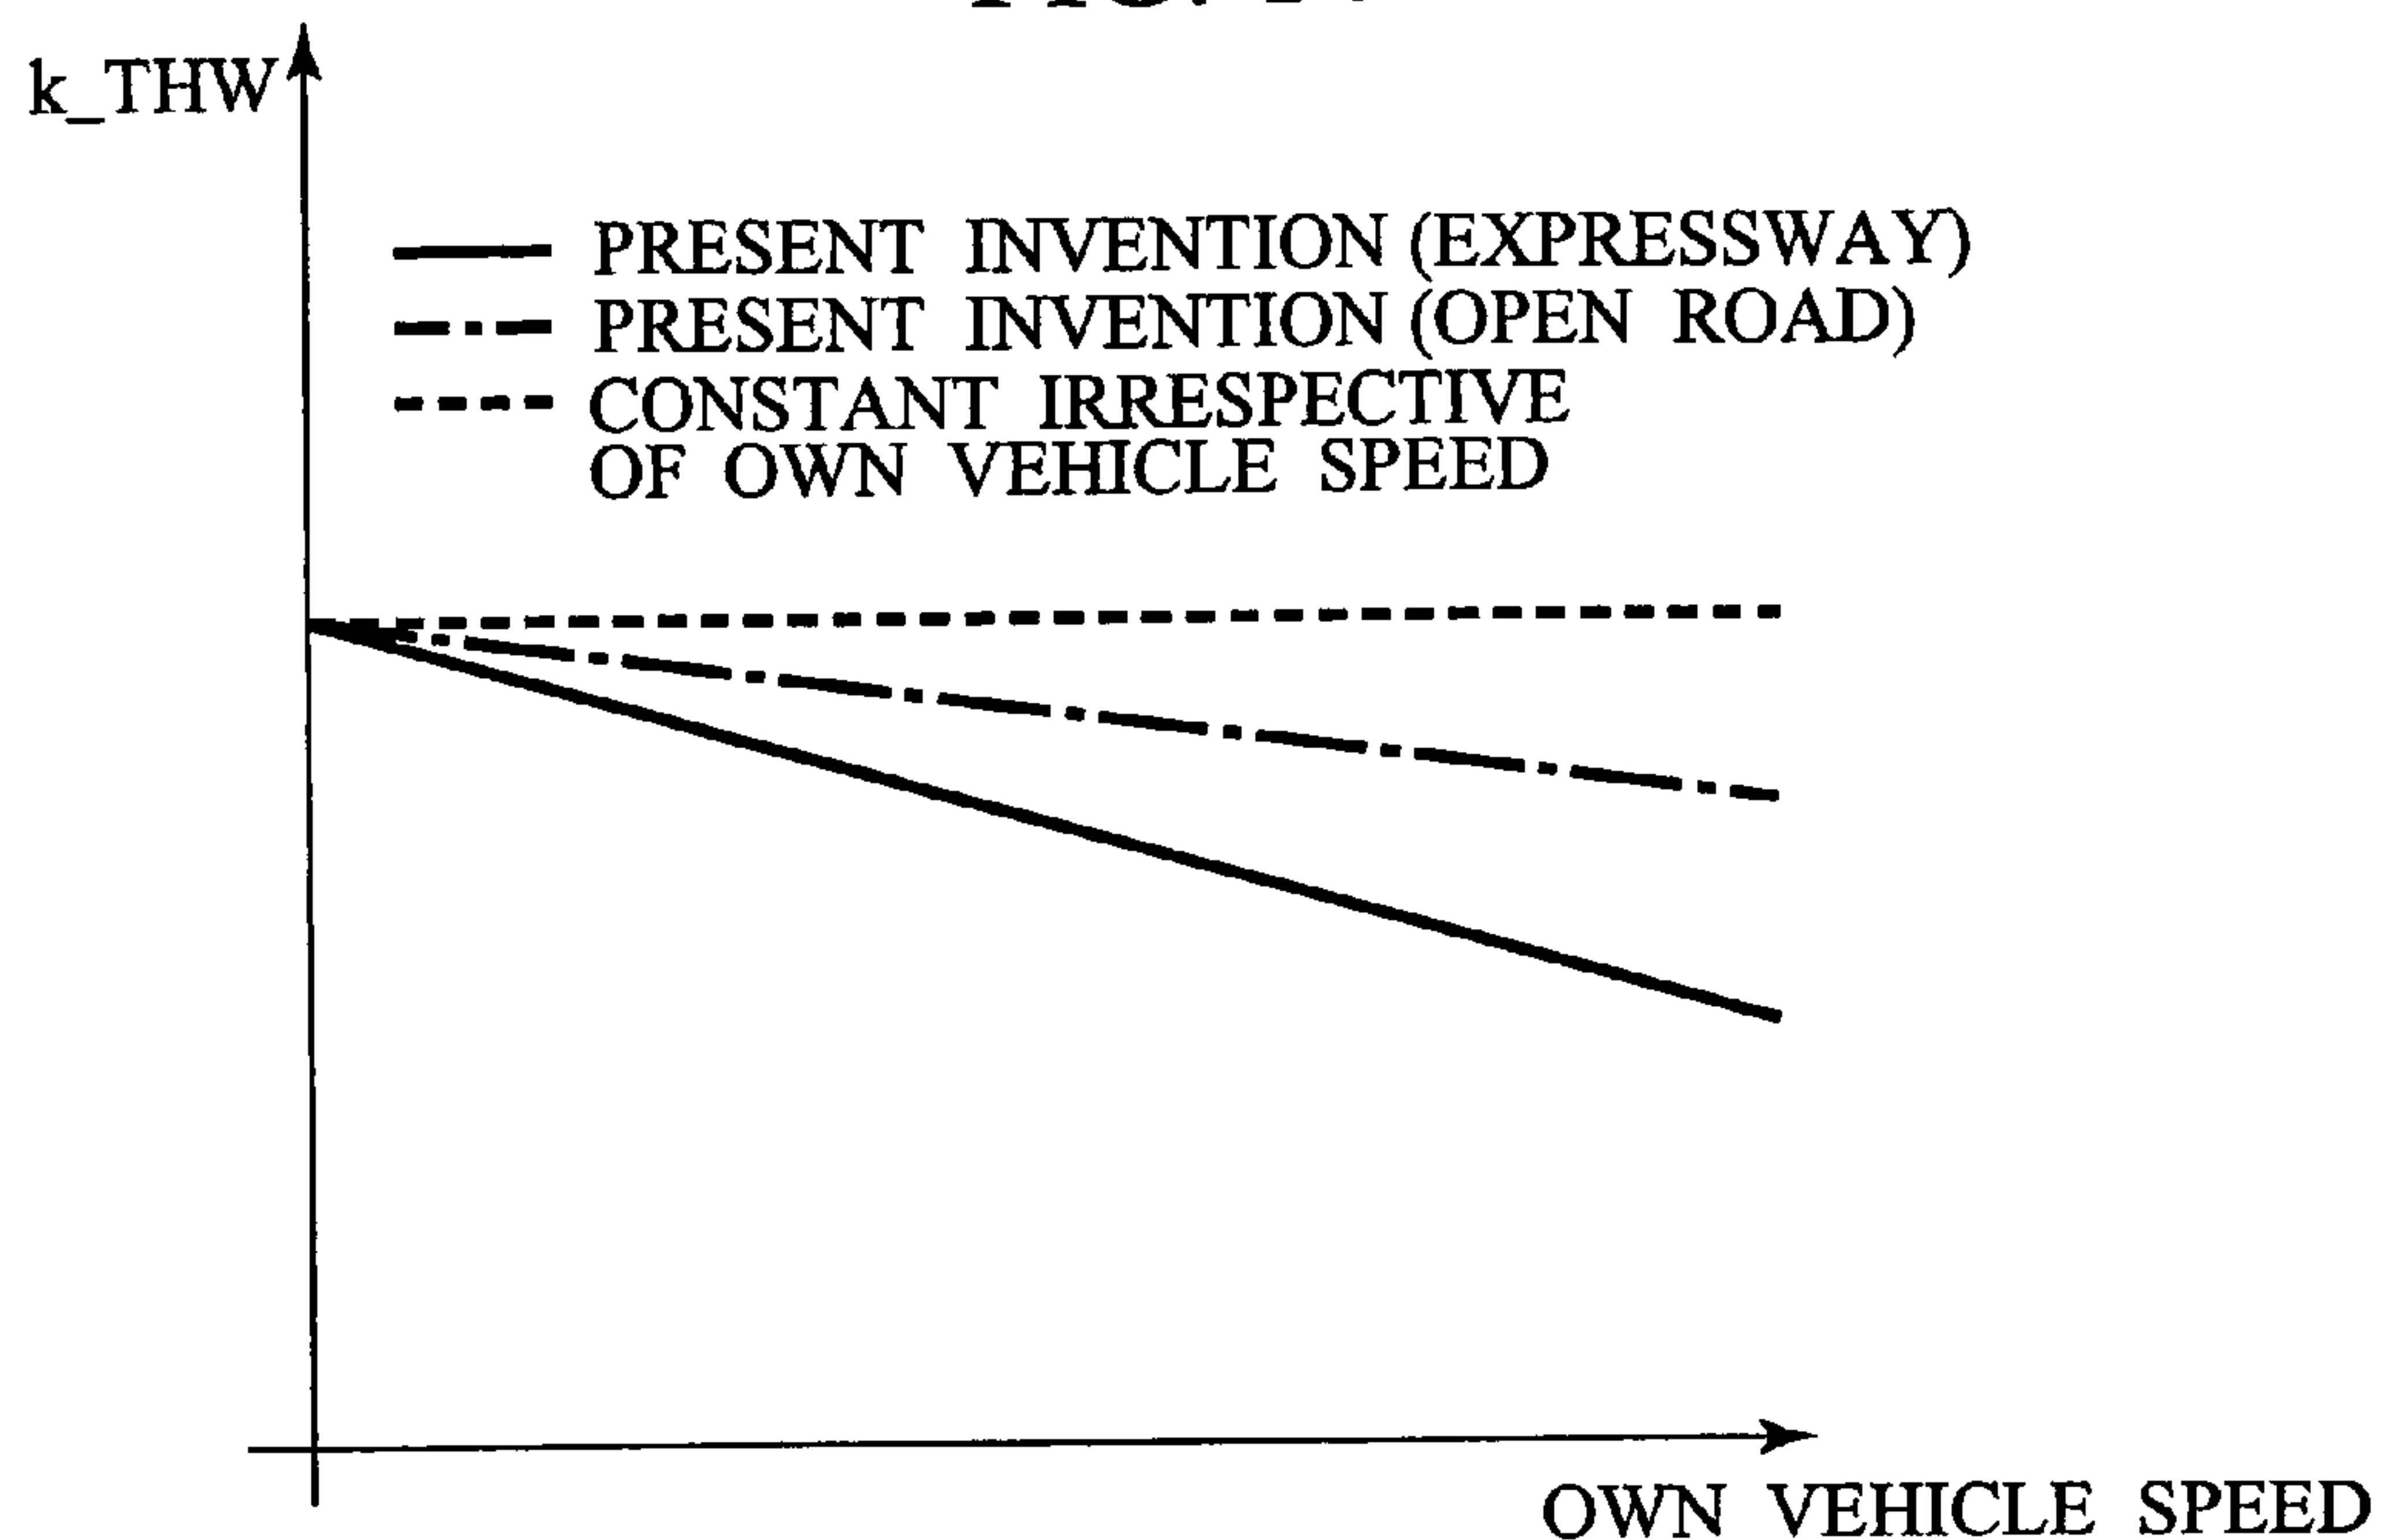 k_THW
PRESENT INVENTION (EXPRESSWAY)
PRESENT INVENTION (OPEN ROAD)
CONSTANT IRRESPECTIVE
OF OWN VEHICLE SPEED
OWN VEHICLE SPEED